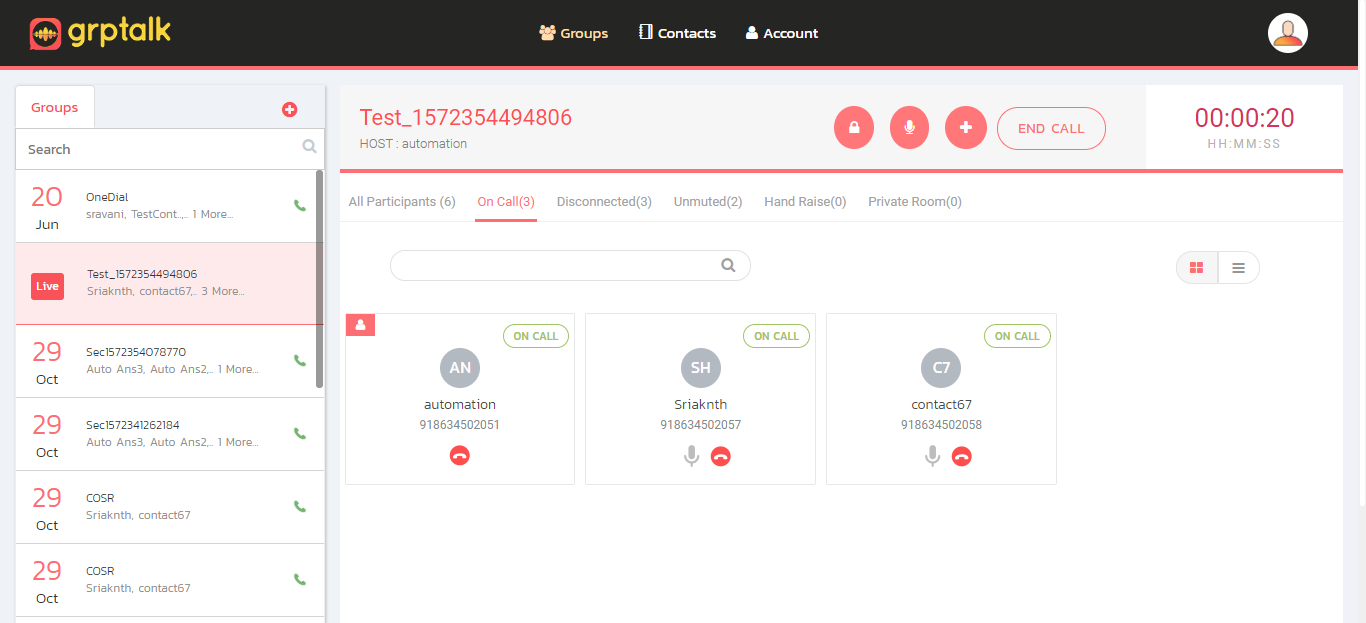 grptalk
Groups
Contacts
Account
Groups
Search
20
Jun
OneDial
sravani, TestCont..,.. 1 More...
Live
Test_1572354494806
Sriaknth, contact67,.. 3 More...
29
Oct
Sec1572354078770
Auto Ans3, Auto Ans2,.. 1 More...
29
Oct
Sec1572341262184
Auto Ans3, Auto Ans2,.. 1 More...
29
Oct
COSR
Sriaknth, contact67
29
Oct
COSR
Sriaknth, contact67
Test_1572354494806
HOST : automation
END CALL
00:00:20
HH:MM:SS
All Participants (6)
On Call(3)
Disconnected(3)
Unmuted(2)
Hand Raise(0)
Private Room(0)
ON CALL
AN
automation
918634502051
ON CALL
SH
Sriaknth
918634502057
ON CALL
C7
contact67
918634502058